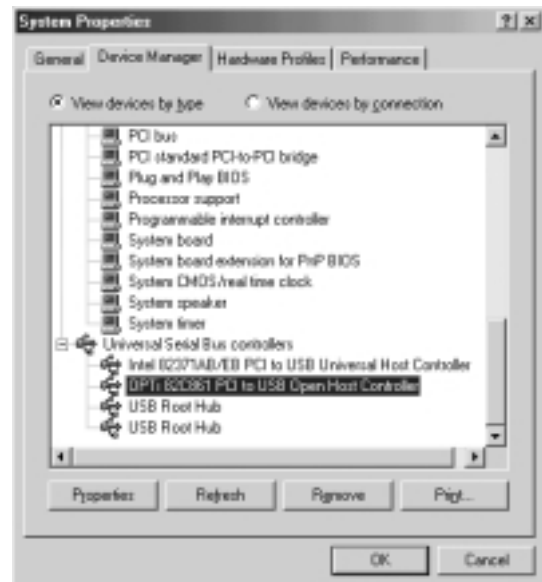 System Properties
General Device Manager Hardware Profiles Performance
View devices by type View devices by connection
PCI bus
PCI standard PCI-to-PCI bridge
Plug and Play BIOS
Processor support
Programmable interrupt controller
System board
System board extension for PnP BIOS
System CMOS/real time clock
System speaker
System timer
Universal Serial Bus controllers
Intel 82371AB/EB PCI to USB Universal Host Controller
OPTi 82C861 PCI to USB Open Host Controller
USB Root Hub
USB Root Hub
Properties Refresh Remove Print...
OK Cancel